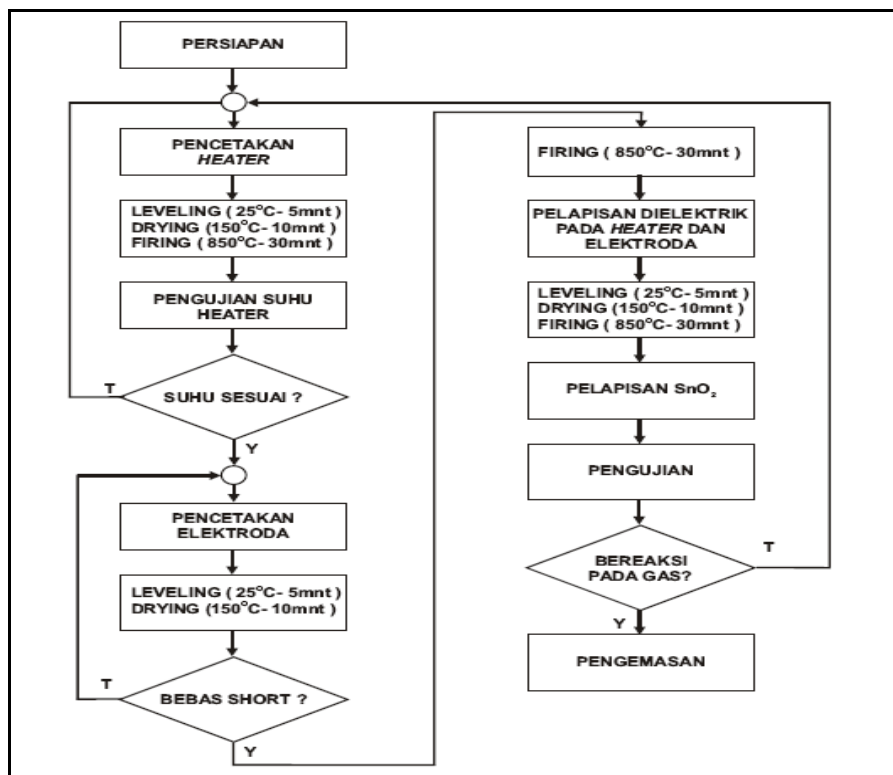 PERSIAPAN
PENCETAKAN
HEATER
LEVELING ( 25°C- 5mnt )
DRYING (150°C- 10mnt )
FIRING ( 850°C- 30mnt )
PENGUJIAN SUHU
HEATER
SUHU SESUAI ?
T
Y
PENCETAKAN
ELEKTRODA
LEVELING ( 25°C- 5mnt )
DRYING (150°C- 10mnt )
BEBAS SHORT ?
T
Y
FIRING ( 850°C- 30mnt )
PELAPISAN DIELEKTRIK
PADA HEATER DAN
ELEKTRODA
LEVELING ( 25°C- 5mnt )
DRYING (150°C- 10mnt )
FIRING ( 850°C- 30mnt )
PELAPISAN SnO₂
PENGUJIAN
BEREAKSI
PADA GAS?
T
Y
PENGEMASAN